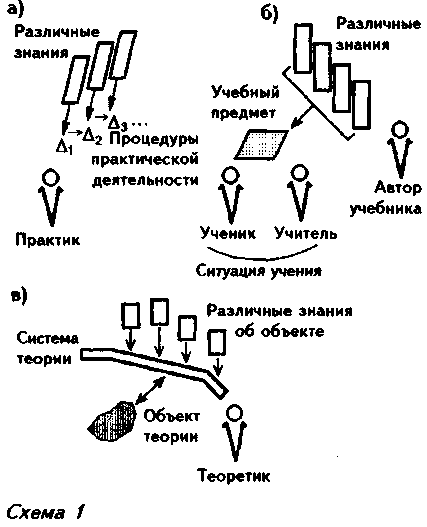 а)
Различные
знания
Δ1 → Δ2 → Δ3 ...
Процедуры
практической
деятельности
Практик
б)
Различные
знания
Учебный
предмет
Автор
учебника
Ученик Учитель
Ситуация учения
в)
Различные знания
об объекте
Система
теории
Объект
теории
Теоретик
Схема 1